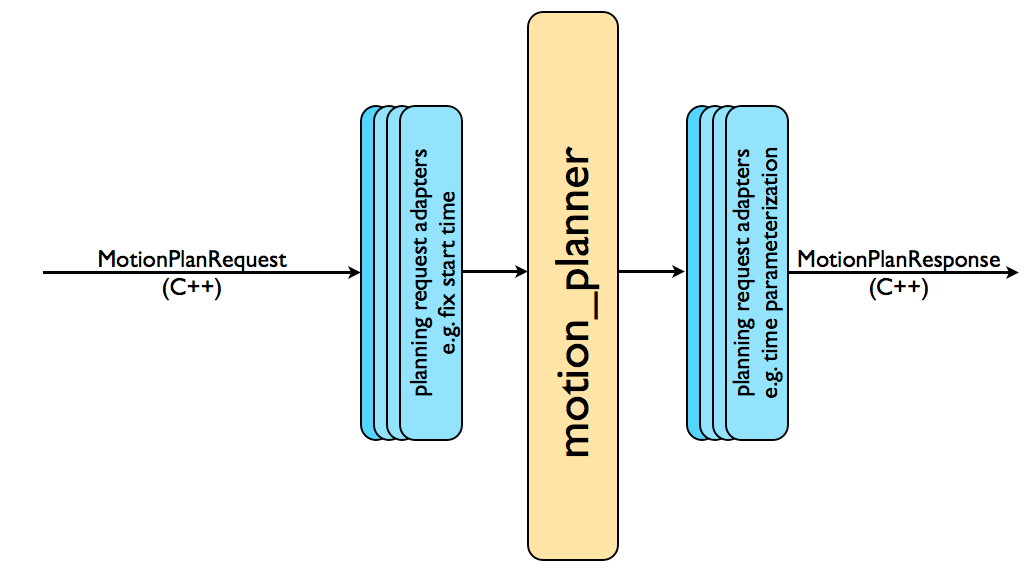 MotionPlanRequest
(C++)
planning request adapters
e.g. fix start time
motion_planner
planning request adapters
e.g. time parameterization
MotionPlanResponse
(C++)